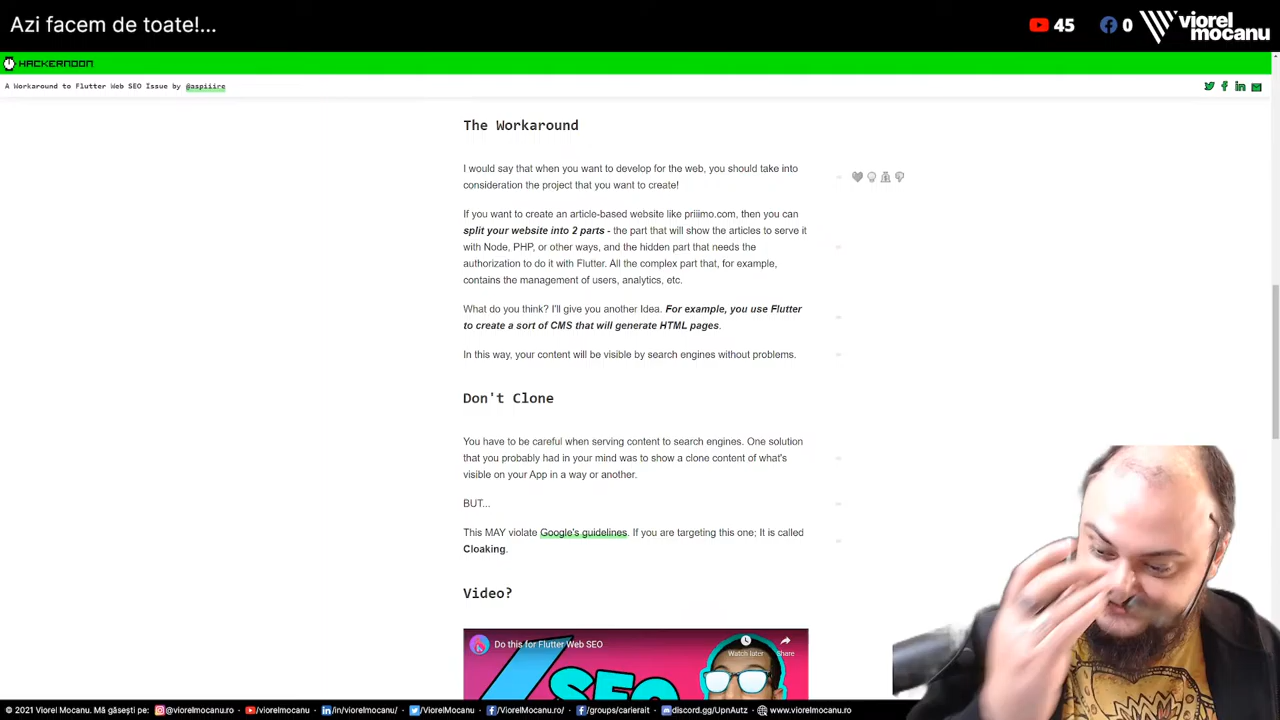 Azi facem de toate!...
45
0
viorel mocanu
HACKERNOON
A Workaround to Flutter Web SEO Issue by @aspiiire
The Workaround
I would say that when you want to develop for the web, you should take into
consideration the project that you want to create!
If you want to create an article-based website like priiimo.com, then you can
split your website into 2 parts - the part that will show the articles to serve it
with Node, PHP, or other ways, and the hidden part that needs the
authorization to do it with Flutter. All the complex part that, for example,
contains the management of users, analytics, etc.
What do you think? I'll give you another Idea. For example, you use Flutter
to create a sort of CMS that will generate HTML pages.
In this way, your content will be visible by search engines without problems.
Don't Clone
You have to be careful when serving content to search engines. One solution
that you probably had in your mind was to show a clone content of what's
visible on your App in a way or another.
BUT...
This MAY violate Google's guidelines. If you are targeting this one; It is called
Cloaking.
Video?
Do this for Flutter Web SEO
Watch later
Share
SEO
© 2021 Viorel Mocanu. Mă găsești pe: @viorelmocanu.ro /viorelmocanu /in/viorelmocanu/ /ViorelMocanu /ViorelMocanu.ro/ /groups/carierait discord.gg/UpnAutz www.viorelmocanu.ro